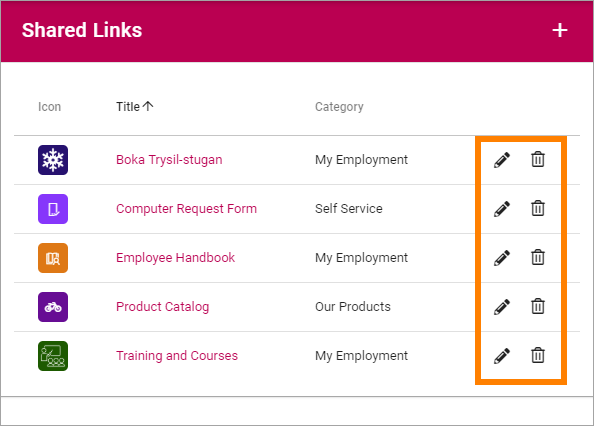 Shared Links
Icon Title Category
Boka Trysil-stugan My Employment
Computer Request Form Self Service
Employee Handbook My Employment
Product Catalog Our Products
Training and Courses My Employment